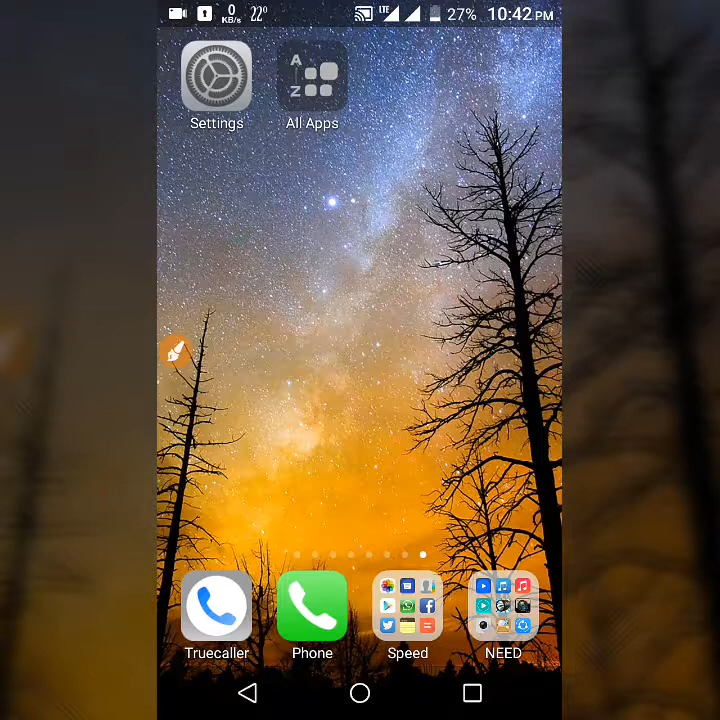 0 KB/s 22° LTE 27% 10:42 PM
A
Z
Settings All Apps
Truecaller Phone Speed NEED